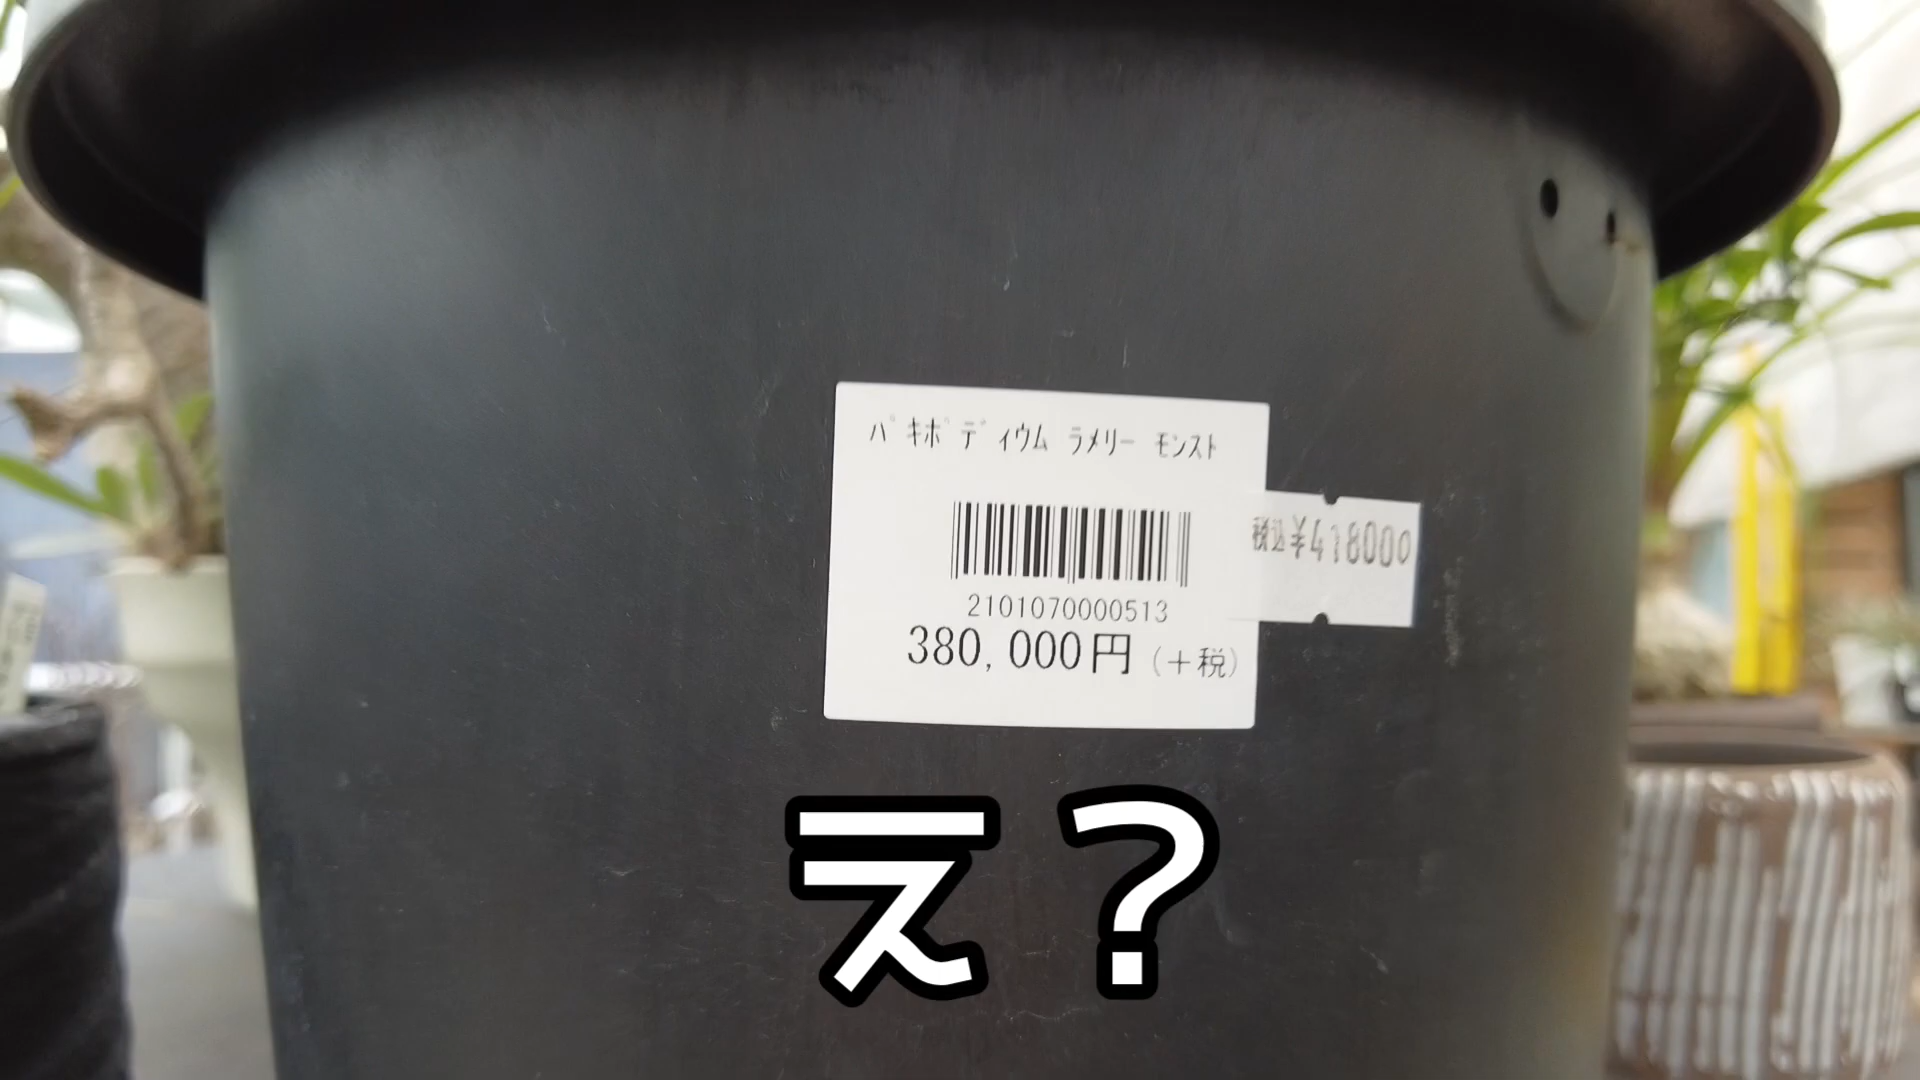 パキポディウム ラメリー モンスト
2101070000513
380,000円(+税)
税込¥418000
え？